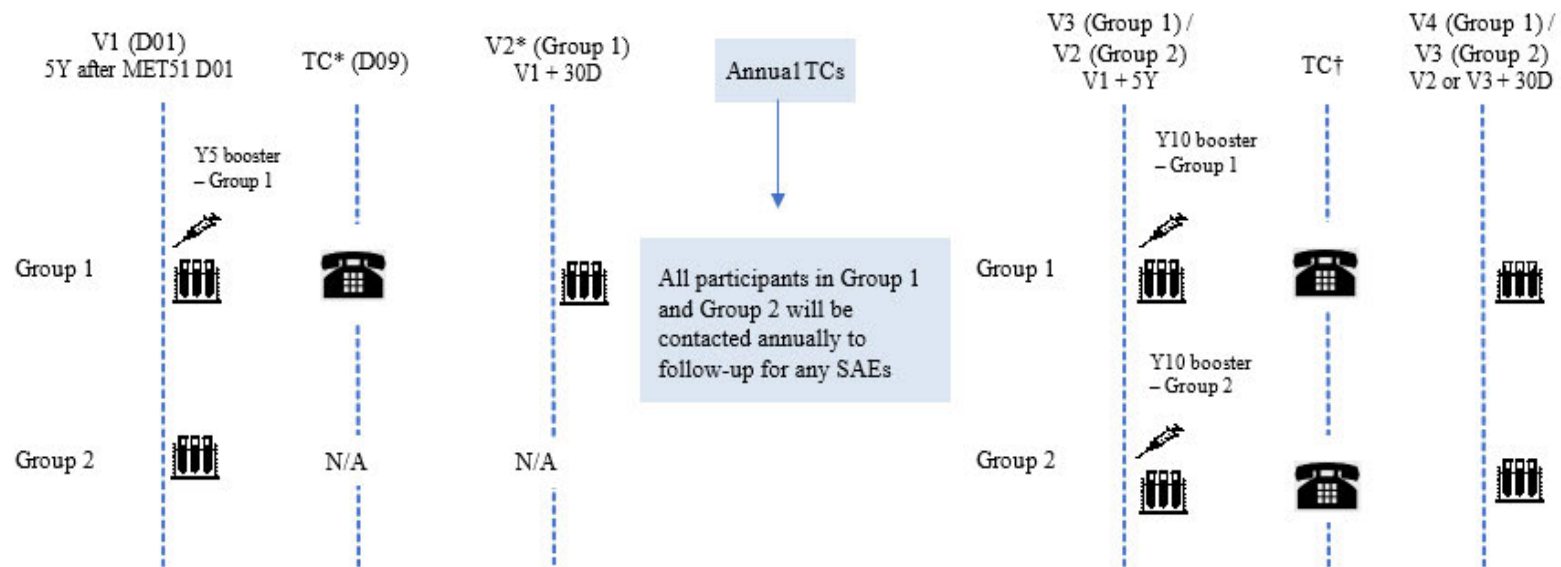 V1 (D01)
5Y after MET51 D01
TC* (D09)
V2* (Group 1)
V1 + 30D
Annual TCs
V3 (Group 1) /
V2 (Group 2)
V1 + 5Y
TC†
V4 (Group 1) /
V3 (Group 2)
V2 or V3 + 30D
Y5 booster
– Group 1
Y10 booster
– Group 1
Group 1
All participants in Group 1
and Group 2 will be
contacted annually to
follow-up for any SAEs
Group 1
Y10 booster
– Group 2
Group 2
N/A
N/A
Group 2